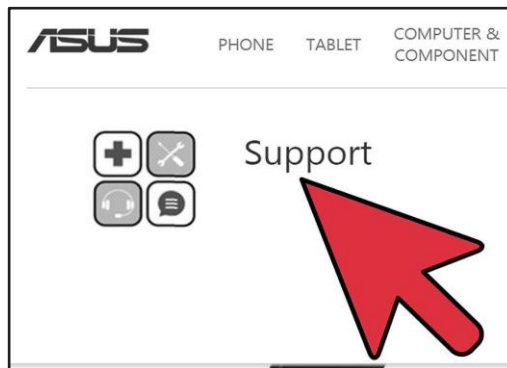 ASUS
PHONE
TABLET
COMPUTER &
COMPONENT
Support